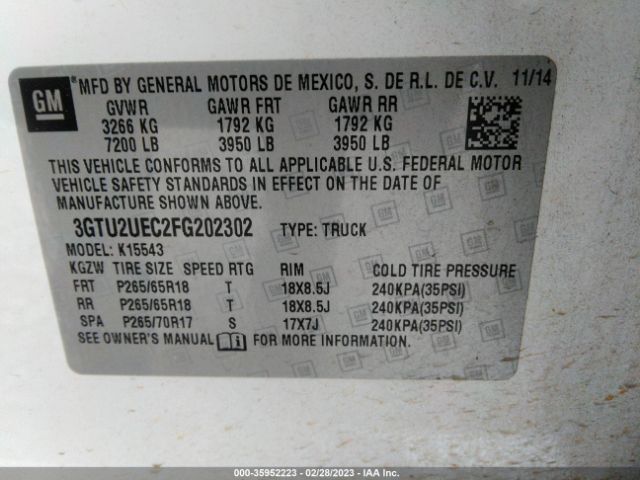 GM ® MFD BY GENERAL MOTORS DE MEXICO, S. DE R.L. DE C.V. 11/14
GVWR GAWR FRT GAWR RR
3266 KG 1792 KG 1792 KG
7200 LB 3950 LB 3950 LB
THIS VEHICLE CONFORMS TO ALL APPLICABLE U.S. FEDERAL MOTOR
VEHICLE SAFETY STANDARDS IN EFFECT ON THE DATE OF
MANUFACTURE SHOWN ABOVE.
3GTU2UEC2FG202302 TYPE: TRUCK
MODEL: K15543
KGZW TIRE SIZE SPEED RTG RIM COLD TIRE PRESSURE
FRT P265/65R18 T 18X8.5J 240KPA(35PSI)
RR P265/65R18 T 18X8.5J 240KPA(35PSI)
SPA P265/70R17 S 17X7J 240KPA(35PSI)
SEE OWNER'S MANUAL FOR MORE INFORMATION.
000-35952223 - 02/28/2023 - IAA Inc.